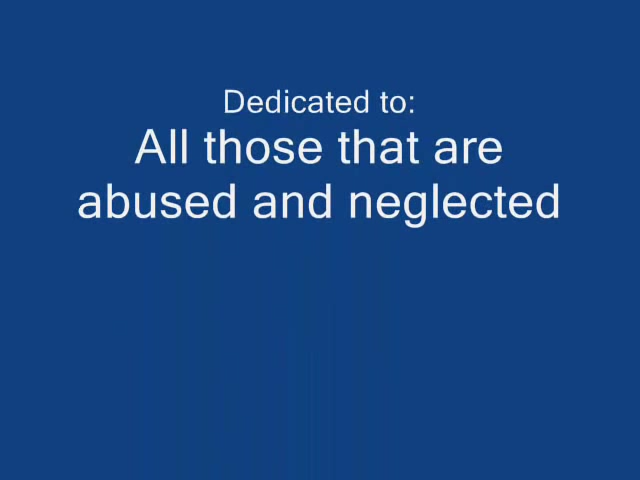 Dedicated to:
All those that are
abused and neglected